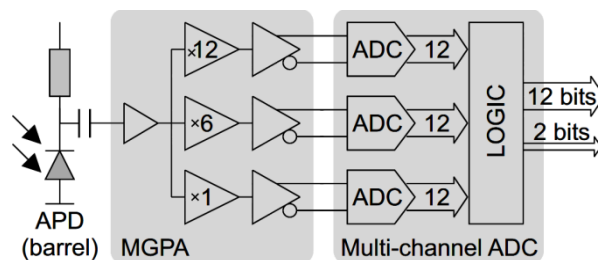 ×12 ADC 12
×6 ADC 12
×1 ADC 12
LOGIC
12 bits
2 bits
APD
(barrel)
MGPA
Multi-channel ADC